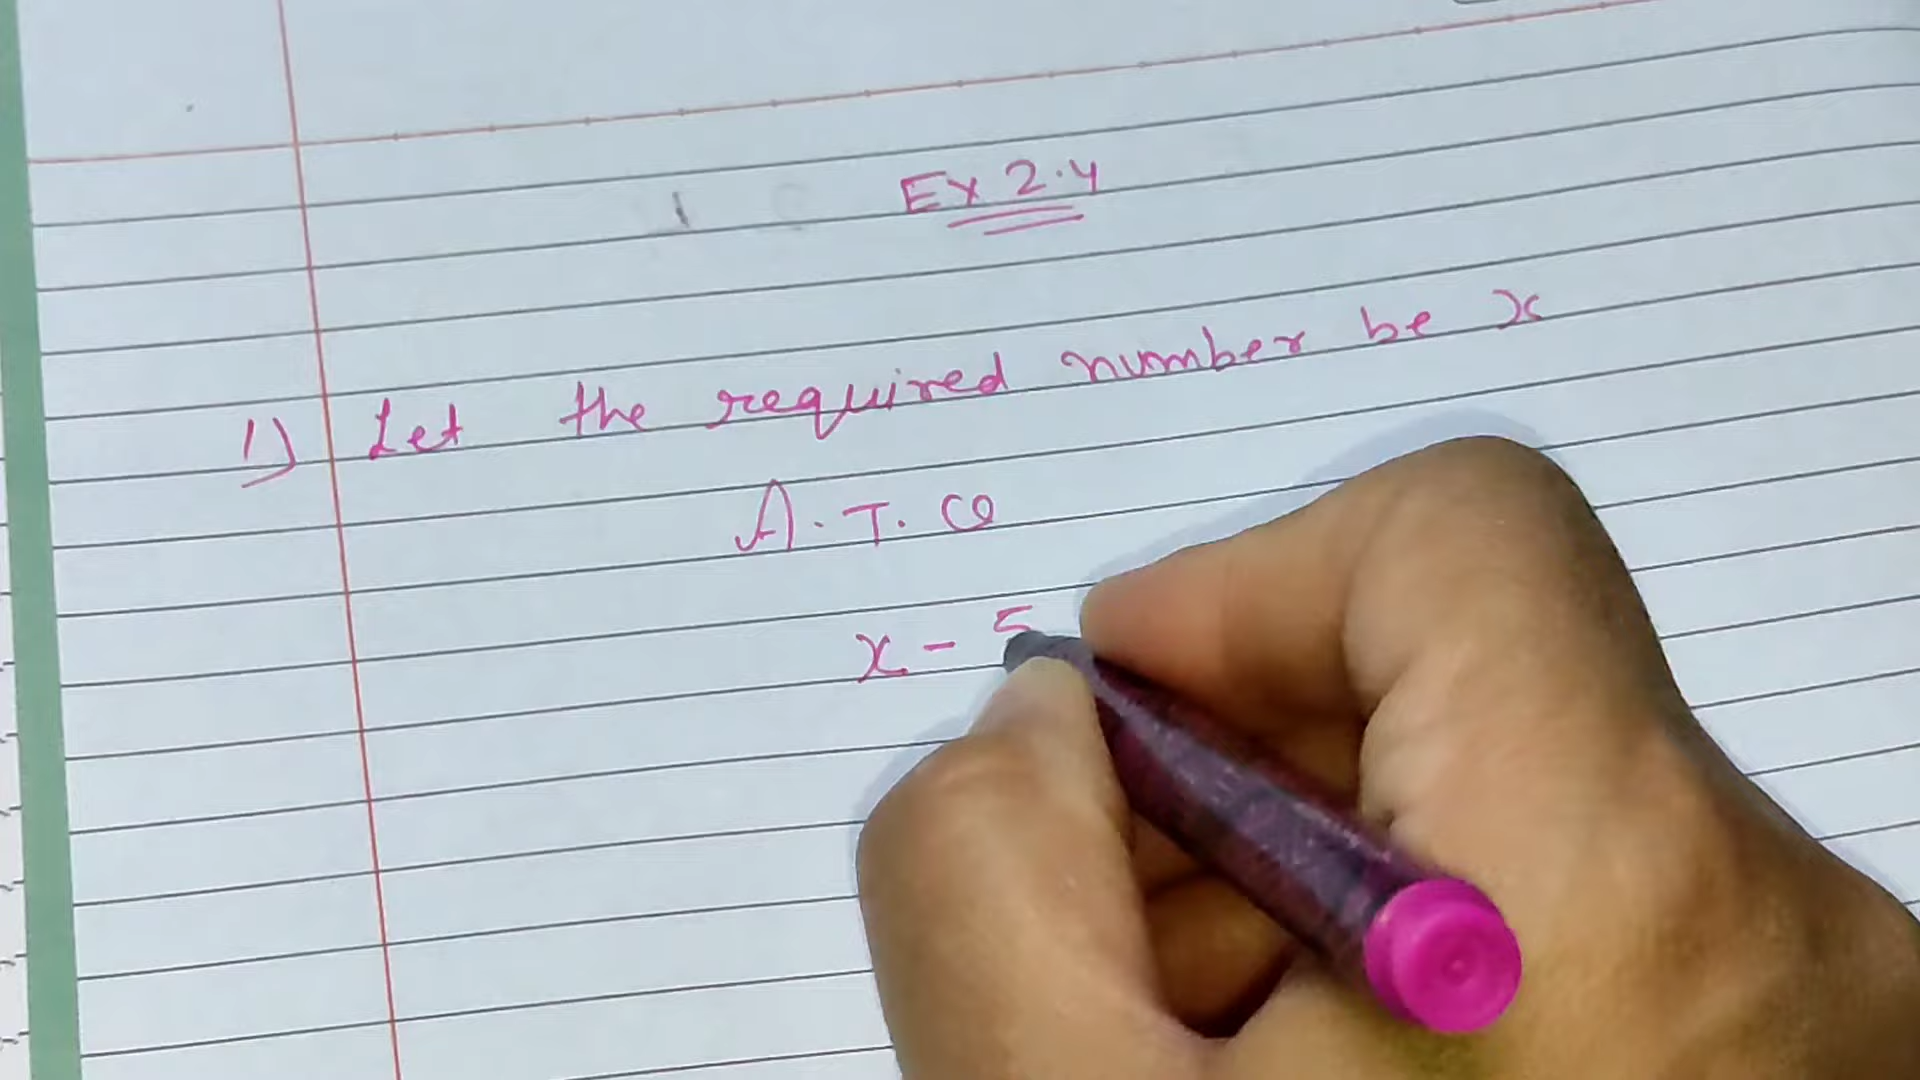 Ex 2.4
1) Let the required number be x
A. T. Q
x - 5